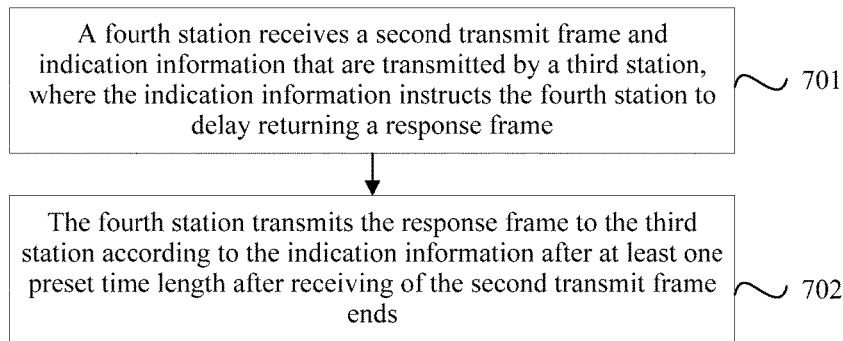 A fourth station receives a second transmit frame and
indication information that are transmitted by a third station,
where the indication information instructs the fourth station to
delay returning a response frame
701
The fourth station transmits the response frame to the third
station according to the indication information after at least one
preset time length after receiving of the second transmit frame
ends
702